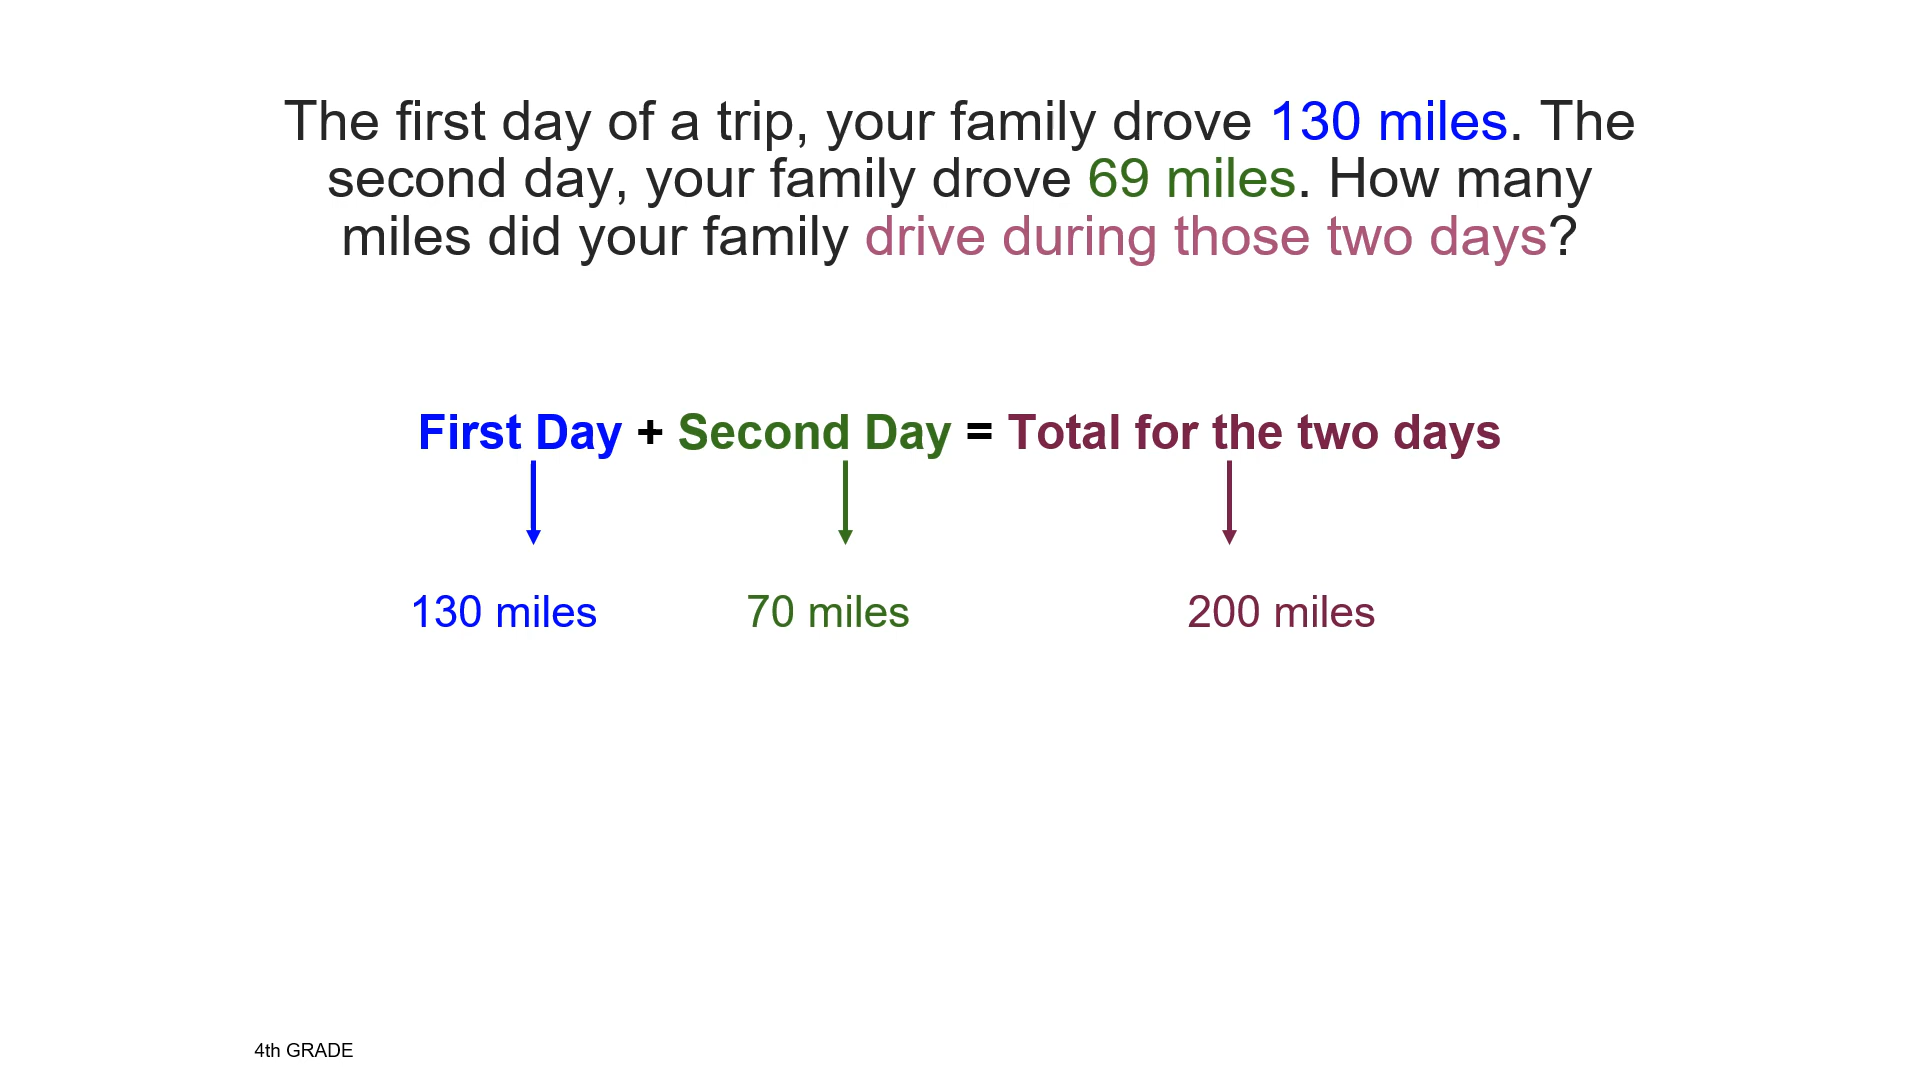 The first day of a trip, your family drove 130 miles. The
second day, your family drove 69 miles. How many
miles did your family drive during those two days?
First Day + Second Day = Total for the two days
130 miles 70 miles 200 miles
4th GRADE